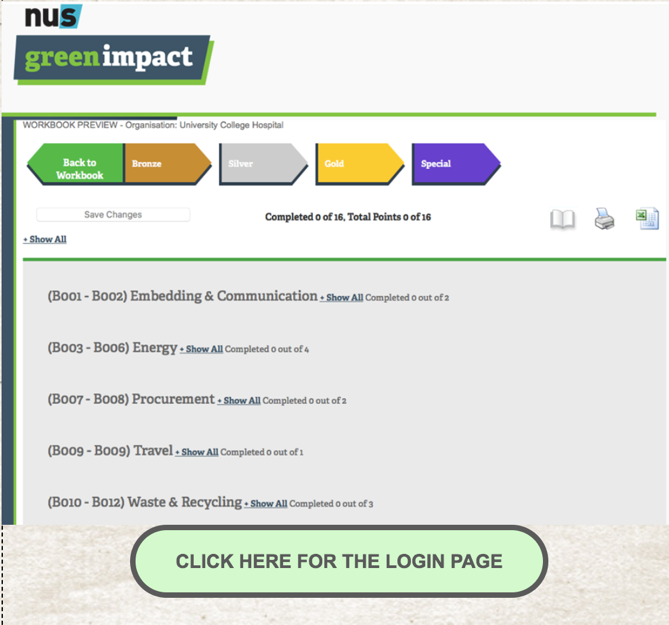 nus
greenimpact
WORKBOOK PREVIEW - Organisation: University College Hospital
Back to
Workbook
Bronze
Silver
Gold
Special
Save Changes
Completed 0 of 16, Total Points 0 of 16
+ Show All
(B001 - B002) Embedding & Communication + Show All Completed 0 out of 2
(B003 - B006) Energy + Show All Completed 0 out of 4
(B007 - B008) Procurement + Show All Completed 0 out of 2
(B009 - B009) Travel + Show All Completed 0 out of 1
(B010 - B012) Waste & Recycling + Show All Completed 0 out of 3
CLICK HERE FOR THE LOGIN PAGE